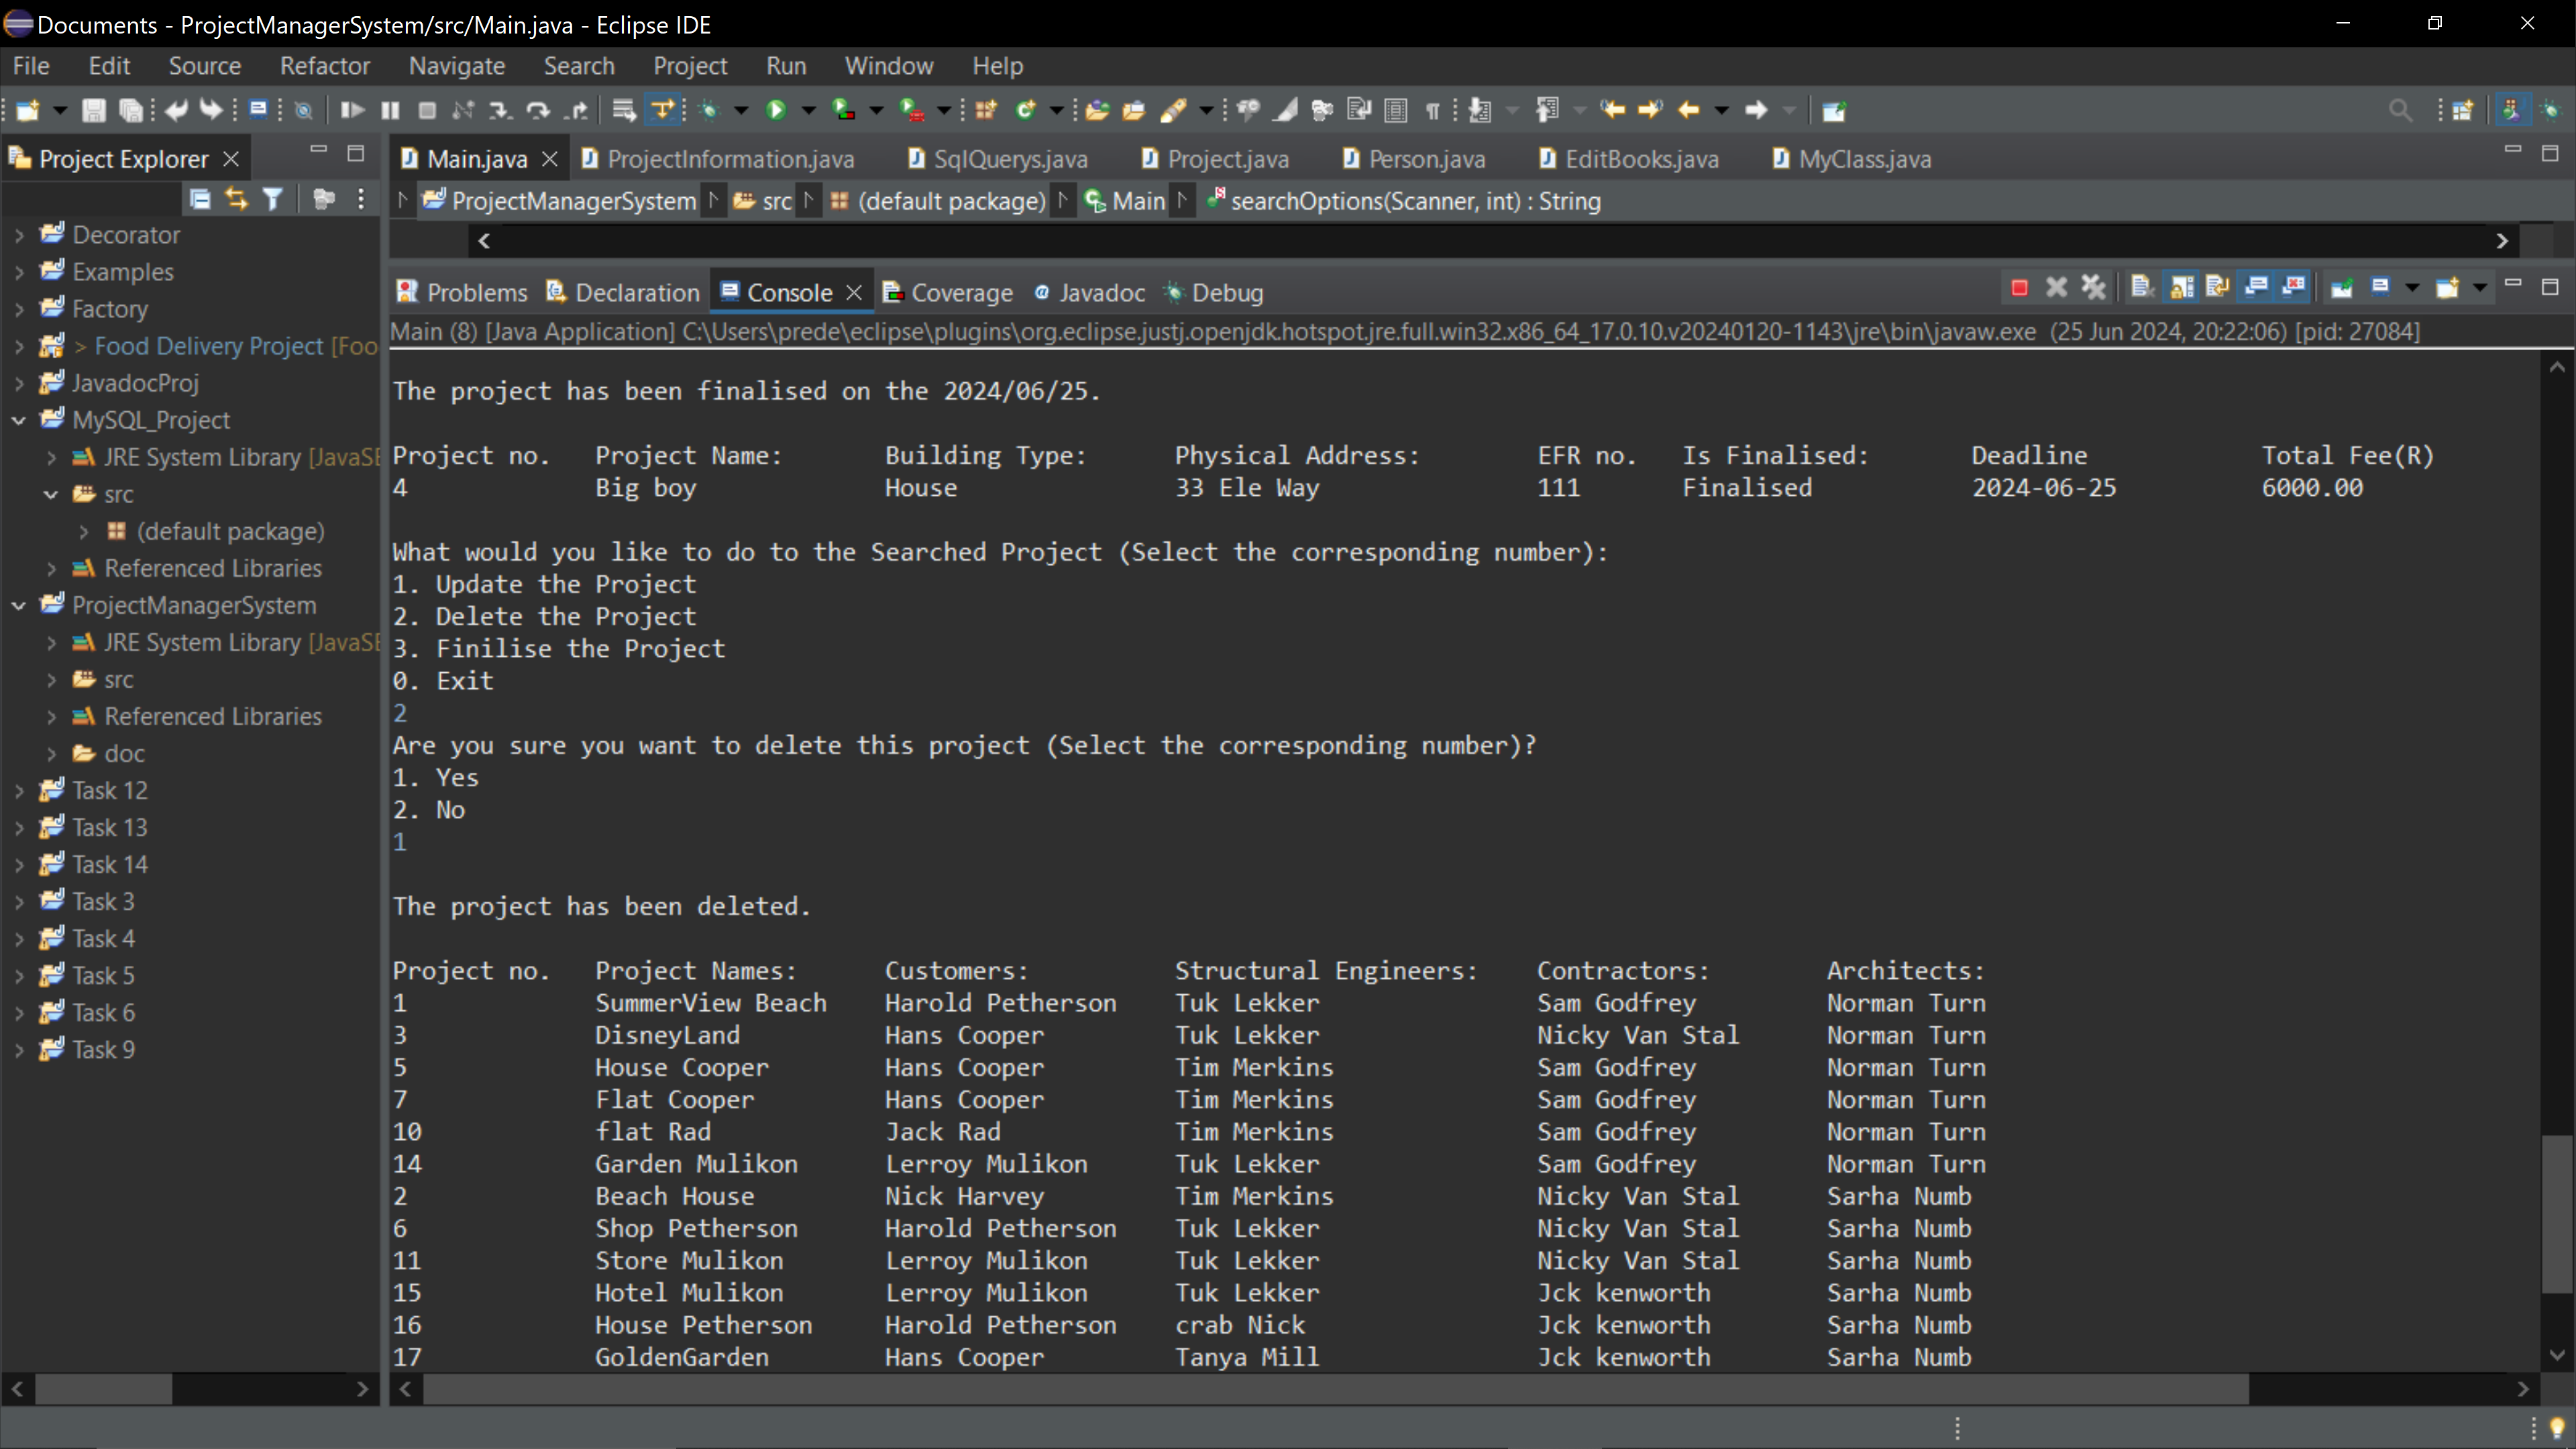 Documents - ProjectManagerSystem/src/Main.java - Eclipse IDE
File Edit Source Refactor Navigate Search Project Run Window Help
Project Explorer
Main.java ProjectInformation.java SqlQuerys.java Project.java Person.java EditBooks.java MyClass.java
ProjectManagerSystem src (default package) Main searchOptions(Scanner, int) : String
Decorator
Examples
Factory
> Food Delivery Project [Foo
JavadocProj
MySQL_Project
JRE System Library [JavaSE
src
(default package)
Referenced Libraries
ProjectManagerSystem
JRE System Library [JavaSE
src
Referenced Libraries
doc
Task 12
Task 13
Task 14
Task 3
Task 4
Task 5
Task 6
Task 9
Problems Declaration Console Coverage Javadoc Debug
Main (8) [Java Application] C:\Users\prede\eclipse\plugins\org.eclipse.justj.openjdk.hotspot.jre.full.win32.x86_64_17.0.10.v20240120-1143\jre\bin\javaw.exe (25 Jun 2024, 20:22:06) [pid: 27084]
The project has been finalised on the 2024/06/25.
Project no. Project Name: Building Type: Physical Address: EFR no. Is Finalised: Deadline Total Fee(R)
4 Big boy House 33 Ele Way 111 Finalised 2024-06-25 6000.00
What would you like to do to the Searched Project (Select the corresponding number):
1. Update the Project
2. Delete the Project
3. Finilise the Project
0. Exit
2
Are you sure you want to delete this project (Select the corresponding number)?
1. Yes
2. No
1
The project has been deleted.
Project no. Project Names: Customers: Structural Engineers: Contractors: Architects:
1 SummerView Beach Harold Petherson Tuk Lekker Sam Godfrey Norman Turn
3 DisneyLand Hans Cooper Tuk Lekker Nicky Van Stal Norman Turn
5 House Cooper Hans Cooper Tim Merkins Sam Godfrey Norman Turn
7 Flat Cooper Hans Cooper Tim Merkins Sam Godfrey Norman Turn
10 flat Rad Jack Rad Tim Merkins Sam Godfrey Norman Turn
14 Garden Mulikon Lerroy Mulikon Tuk Lekker Sam Godfrey Norman Turn
2 Beach House Nick Harvey Tim Merkins Nicky Van Stal Sarha Numb
6 Shop Petherson Harold Petherson Tuk Lekker Nicky Van Stal Sarha Numb
11 Store Mulikon Lerroy Mulikon Tuk Lekker Nicky Van Stal Sarha Numb
15 Hotel Mulikon Lerroy Mulikon Tuk Lekker Jck kenworth Sarha Numb
16 House Petherson Harold Petherson crab Nick Jck kenworth Sarha Numb
17 GoldenGarden Hans Cooper Tanya Mill Jck kenworth Sarha Numb